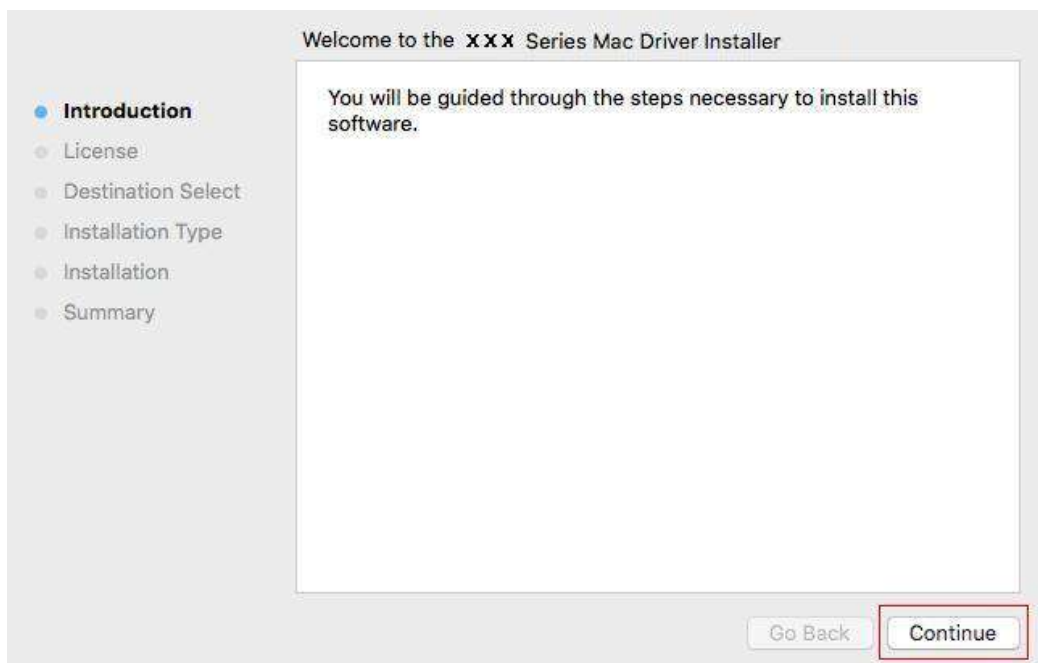 Welcome to the XXX Series Mac Driver Installer
Introduction
License
Destination Select
Installation Type
Installation
Summary
You will be guided through the steps necessary to install this
software.
Go Back
Continue